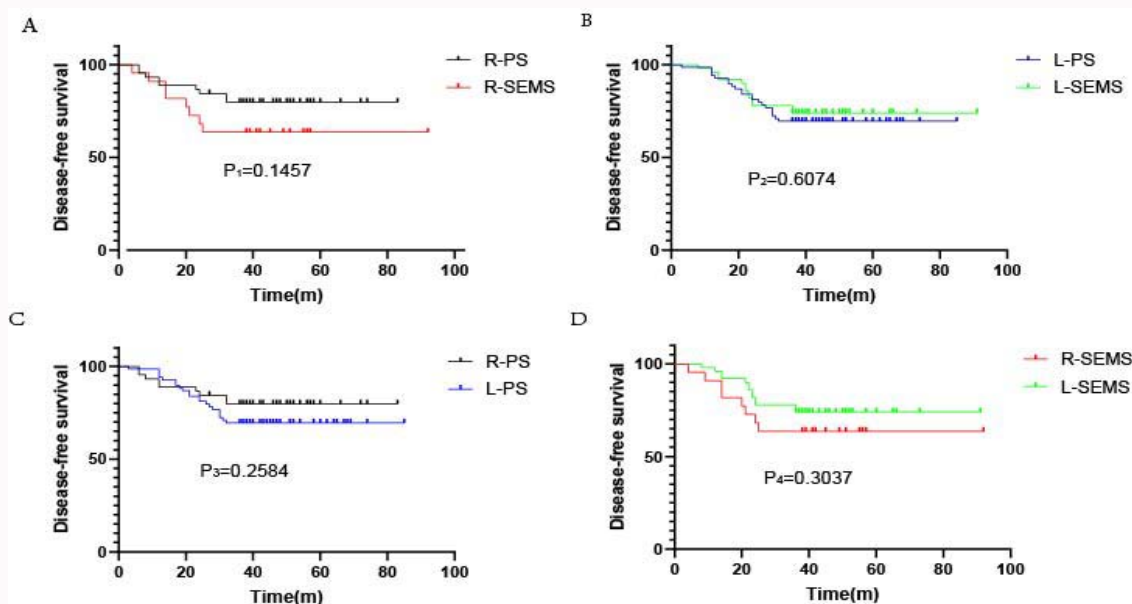 A
Disease-free survival
100
50
0
0 20 40 60 80 100
Time(m)
R-PS
R-SEMS
P₁=0.1457
B
Disease-free survival
100
50
0
0 20 40 60 80 100
Time(m)
L-PS
L-SEMS
P₂=0.6074
C
Disease-free survival
100
50
0
0 20 40 60 80 100
Time(m)
R-PS
L-PS
P₃=0.2584
D
Disease-free survival
100
50
0
0 20 40 60 80 100
Time(m)
R-SEMS
L-SEMS
P₄=0.3037